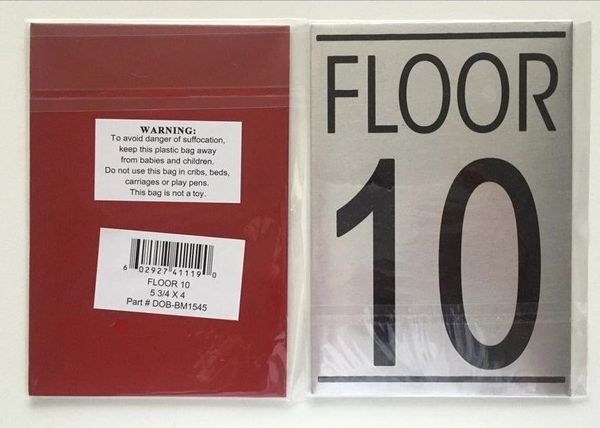 WARNING:
To avoid danger of suffocation,
keep this plastic bag away
from babies and children.
Do not use this bag in cribs, beds,
carriages or play pens.
This bag is not a toy.
6 02927 41119 0
FLOOR 10
5 3/4 X 4
Part # DOB-BM1545
FLOOR
10